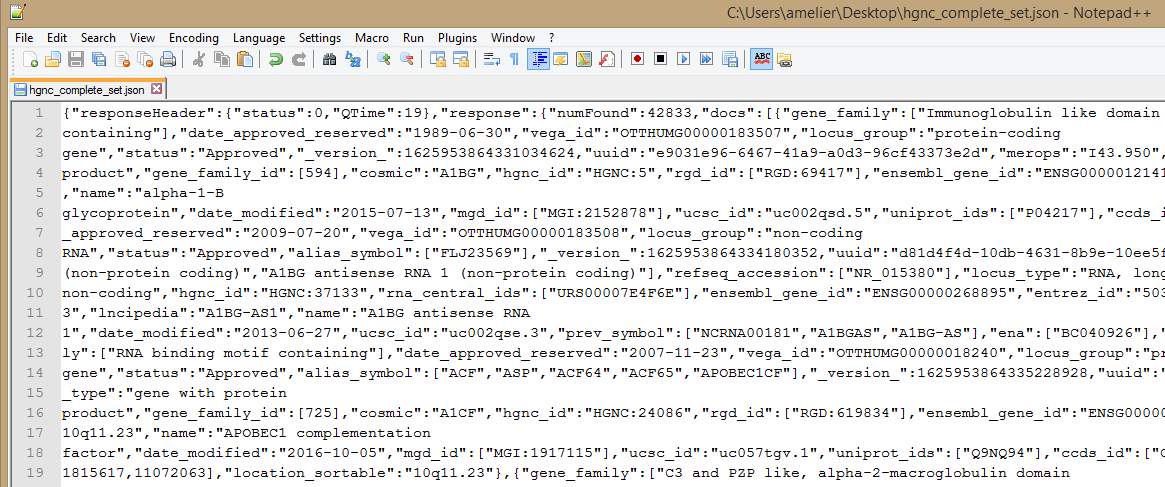 C:\Users\amelier\Desktop\hgnc_complete_set.json - Notepad++
File Edit Search View Encoding Language Settings Macro Run Plugins Window ?
hgnc_complete_set.json
1 {"responseHeader":{"status":0,"QTime":19},"response":{"numFound":42833,"docs":[{"gene_family":["Immunoglobulin like domain
2 containing"],"date_approved_reserved":"1989-06-30","vega_id":"OTTHUMG00000183507","locus_group":"protein-coding
3 gene","status":"Approved","_version_":1625953864331034624,"uuid":"e9031e96-6467-41a9-a0d3-96cf43373e2d","merops":"I43.950",
4 product","gene_family_id":[594],"cosmic":"A1BG","hgnc_id":"HGNC:5","rgd_id":["RGD:69417"],"ensembl_gene_id":"ENSG0000012141
5 ,"name":"alpha-1-B
6 glycoprotein","date_modified":"2015-07-13","mgd_id":["MGI:2152878"],"ucsc_id":"uc002qsd.5","uniprot_ids":["P04217"],"ccds_i
7 _approved_reserved":"2009-07-20","vega_id":"OTTHUMG00000183508","locus_group":"non-coding
8 RNA","status":"Approved","alias_symbol":["FLJ23569"],"_version_":1625953864334180352,"uuid":"d81d4f4d-10db-4631-8b9e-10ee5f
9 (non-protein coding)","A1BG antisense RNA 1 (non-protein coding)"],"refseq_accession":["NR_015380"],"locus_type":"RNA, long
10 non-coding","hgnc_id":"HGNC:37133","rna_central_ids":["URS00007E4F6E"],"ensembl_gene_id":"ENSG00000268895","entrez_id":"503
11 3","lncipedia":"A1BG-AS1","name":"A1BG antisense RNA
12 1","date_modified":"2013-06-27","ucsc_id":"uc002qse.3","prev_symbol":["NCRNA00181","A1BGAS","A1BG-AS"],"ena":["BC040926"],"
13 ly":["RNA binding motif containing"],"date_approved_reserved":"2007-11-23","vega_id":"OTTHUMG00000018240","locus_group":"pr
14 gene","status":"Approved","alias_symbol":["ACF","ASP","ACF64","ACF65","APOBEC1CF"],"_version_":1625953864335228928,"uuid":"
15 _type":"gene with protein
16 product","gene_family_id":[725],"cosmic":"A1CF","hgnc_id":"HGNC:24086","rgd_id":["RGD:619834"],"ensembl_gene_id":"ENSG0000
17 10q11.23","name":"APOBEC1 complementation
18 factor","date_modified":"2016-10-05","mgd_id":["MGI:1917115"],"ucsc_id":"uc057tgv.1","uniprot_ids":["Q9NQ94"],"ccds_id":["C
19 1815617,11072063],"location_sortable":"10q11.23"},{"gene_family":["C3 and PZP like, alpha-2-macroglobulin domain